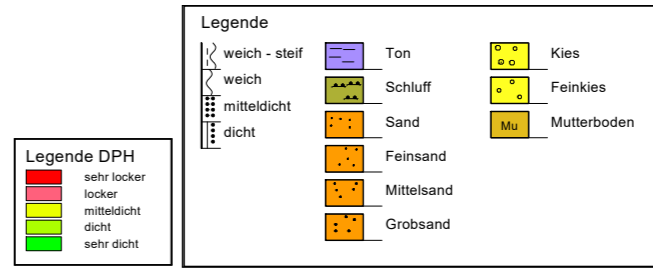 Legende
weich - steif
weich
mitteldicht
dicht
Ton
Schluff
Sand
Feinsand
Mittelsand
Grobsand
Kies
Feinkies
Mu Mutterboden
Legende DPH
sehr locker
locker
mitteldicht
dicht
sehr dicht